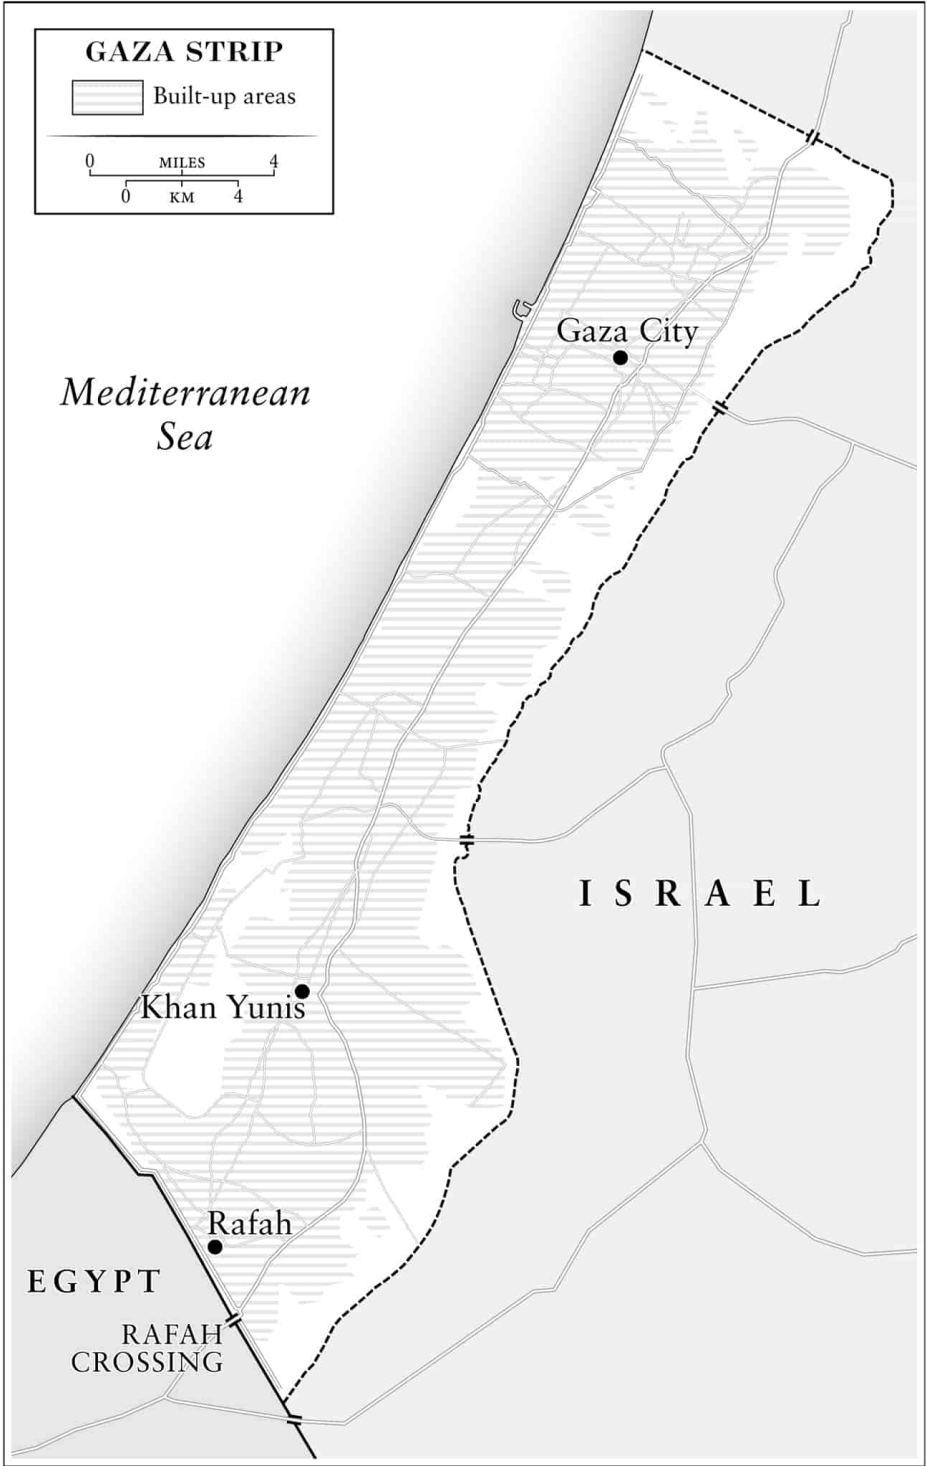 GAZA STRIP
Built-up areas
0 MILES 4
0 KM 4
Gaza City
Mediterranean
Sea
ISRAEL
Khan Yunis
Rafah
EGYPT
RAFAH
CROSSING